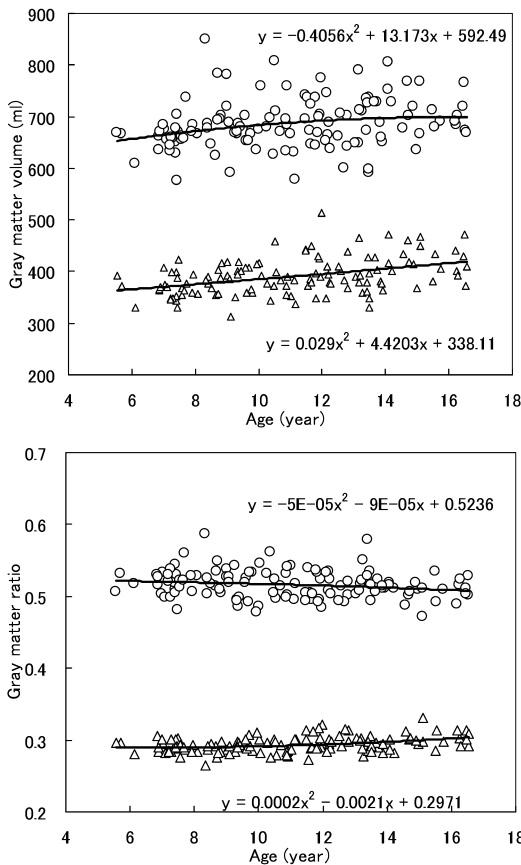 900
y = -0.4056x² + 13.173x + 592.49
800
700
600
500
400
300
y = 0.029x² + 4.4203x + 338.11
200
4 6 8 10 12 14 16 18
Age (year)
Gray matter volume (ml)
0.7
y = -5E-05x² - 9E-05x + 0.5236
0.6
0.5
0.4
0.3
y = 0.0002x² - 0.0021x + 0.2971
0.2
4 6 8 10 12 14 16 18
Age (year)
Gray matter ratio